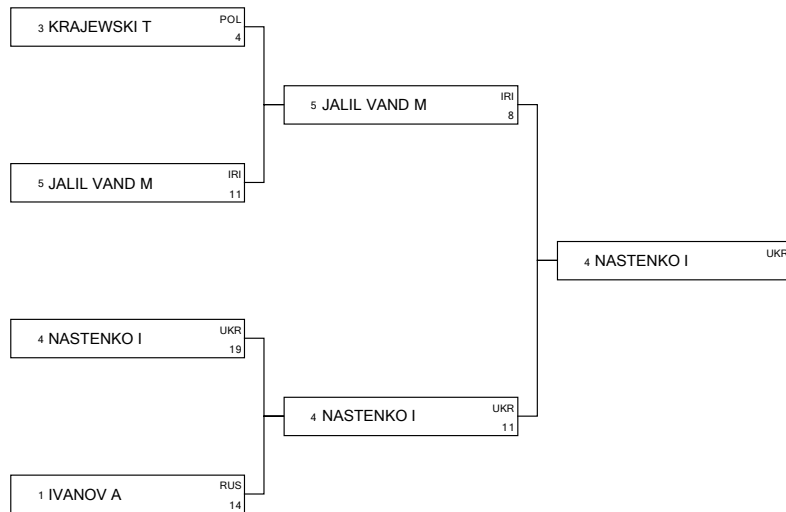 3 KRAJEWSKI T POL
4
5 JALIL VAND M IRI
8
5 JALIL VAND M IRI
11
4 NASTENKO I UKR
4 NASTENKO I UKR
19
4 NASTENKO I UKR
11
1 IVANOV A RUS
14